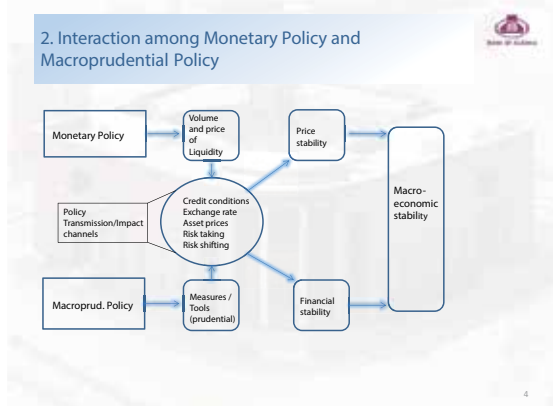 2. Interaction among Monetary Policy and
Macroprudential Policy
Monetary Policy
Volume
and price
of
Liquidity
Price
stability
Macro-
economic
stability
Policy
Transmission/Impact
channels
Credit conditions
Exchange rate
Asset prices
Risk taking
Risk shifting
Macroprud. Policy
Measures /
Tools
(prudential)
Financial
stability
4